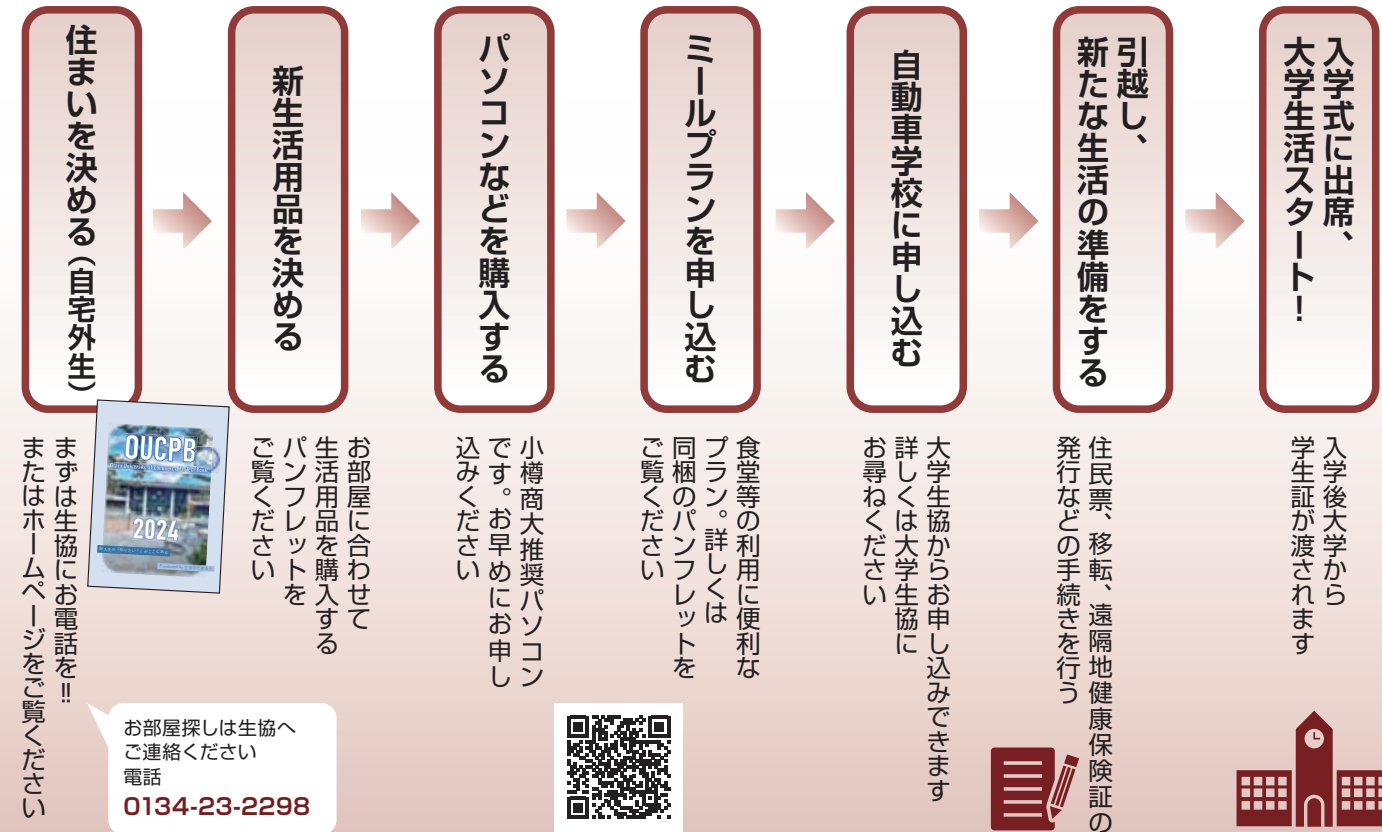 住まいを決める（自宅外生）
まずは生協にお電話を!!
またはホームページをご覧ください
OUCPB
2024
お部屋探しは生協へ
ご連絡ください
電話
0134-23-2298
新生活用品を決める
お部屋に合わせて
生活用品を購入する
パンフレットを
ご覧ください
パソコンなどを購入する
小樽商大推奨パソコン
です。お早めにお申し
込みください
ミールプランを申し込む
食堂等の利用に便利な
プラン。詳しくは
同梱のパンフレットを
ご覧ください
自動車学校に申し込む
大学生協からお申し込みできます
詳しくは大学生協に
お尋ねください
引越し、
新たな生活の準備をする
住民票、移転、遠隔地健康保険証の
発行などの手続きを行う
入学式に出席、
大学生活スタート！
入学後大学から
学生証が渡されます